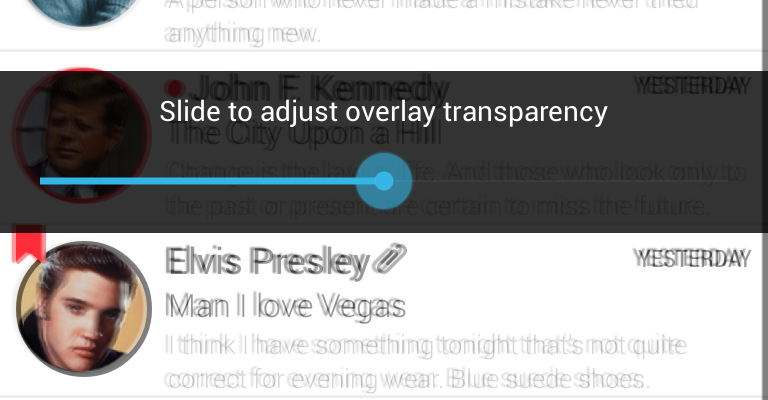 A person who never made a mistake never tried
anything new.
John F. Kennedy YESTERDAY
Slide to adjust overlay transparency
The City Upon a Hill
Change is the law of life. And those who look only to
the past or present are certain to miss the future.
Elvis Presley YESTERDAY
Man I love Vegas
I think I have something tonight that's not quite
correct for evening wear. Blue suede shoes.